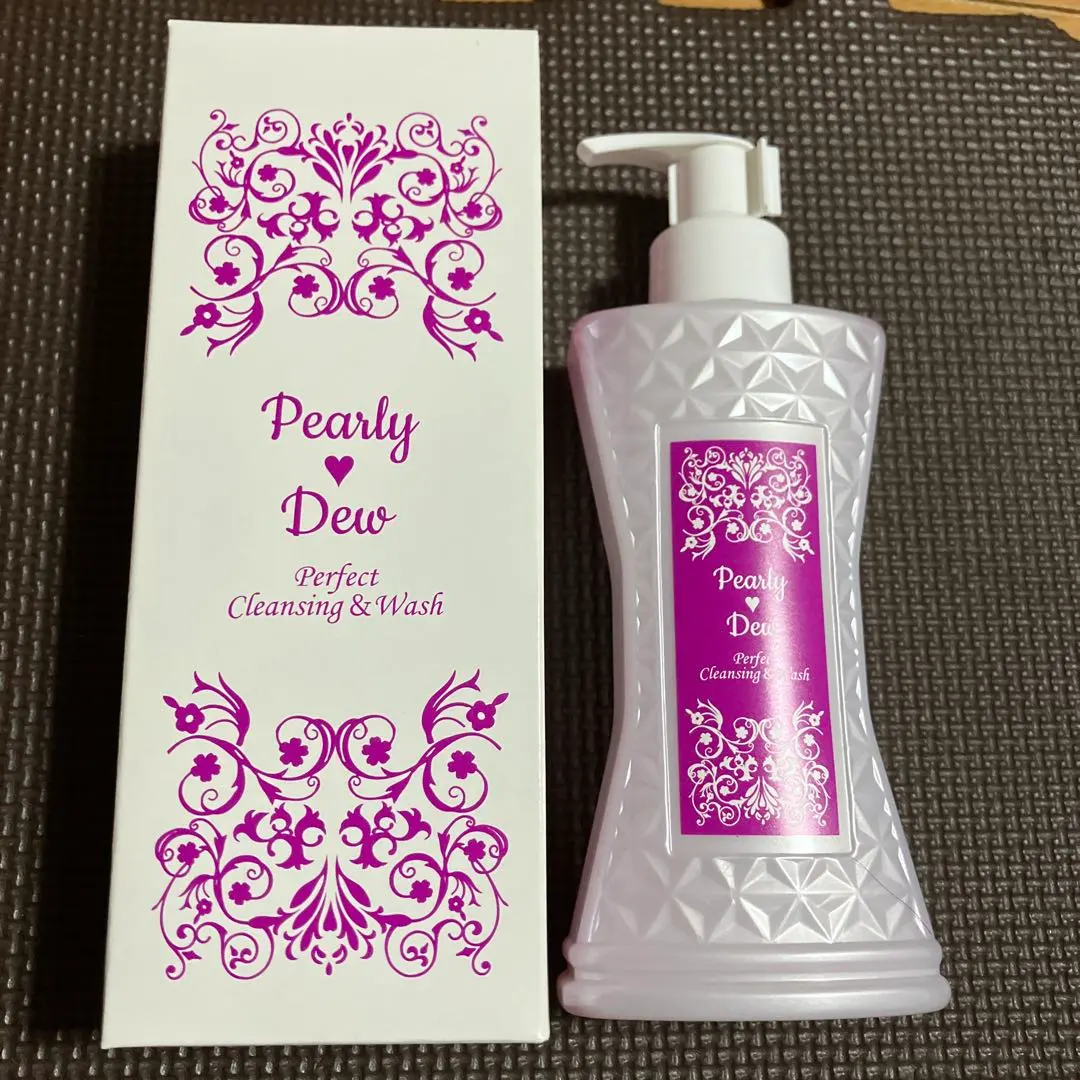 Pearly
♥
Dew
Perfect
Cleansing & Wash
Pearly
♥
Dew
Perfect
Cleansing & Wash